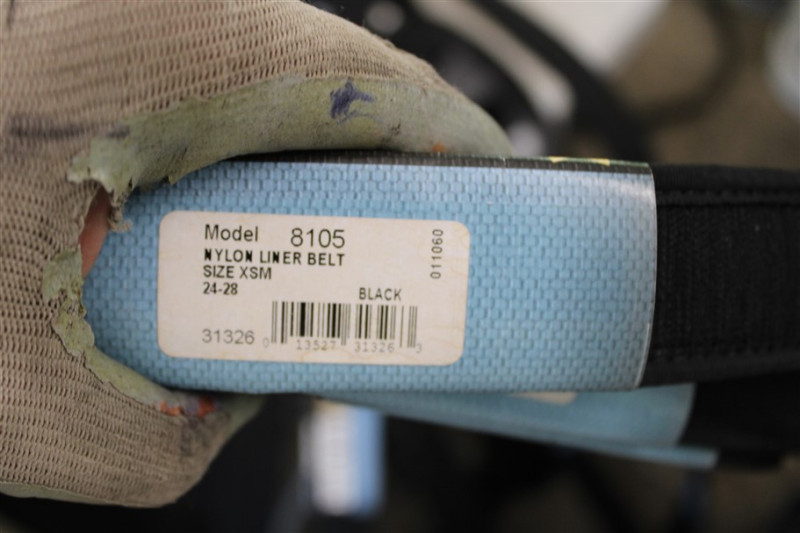 Model 8105
NYLON LINER BELT
SIZE XSM
24-28 BLACK
31326 0 13527 31326 3
011060